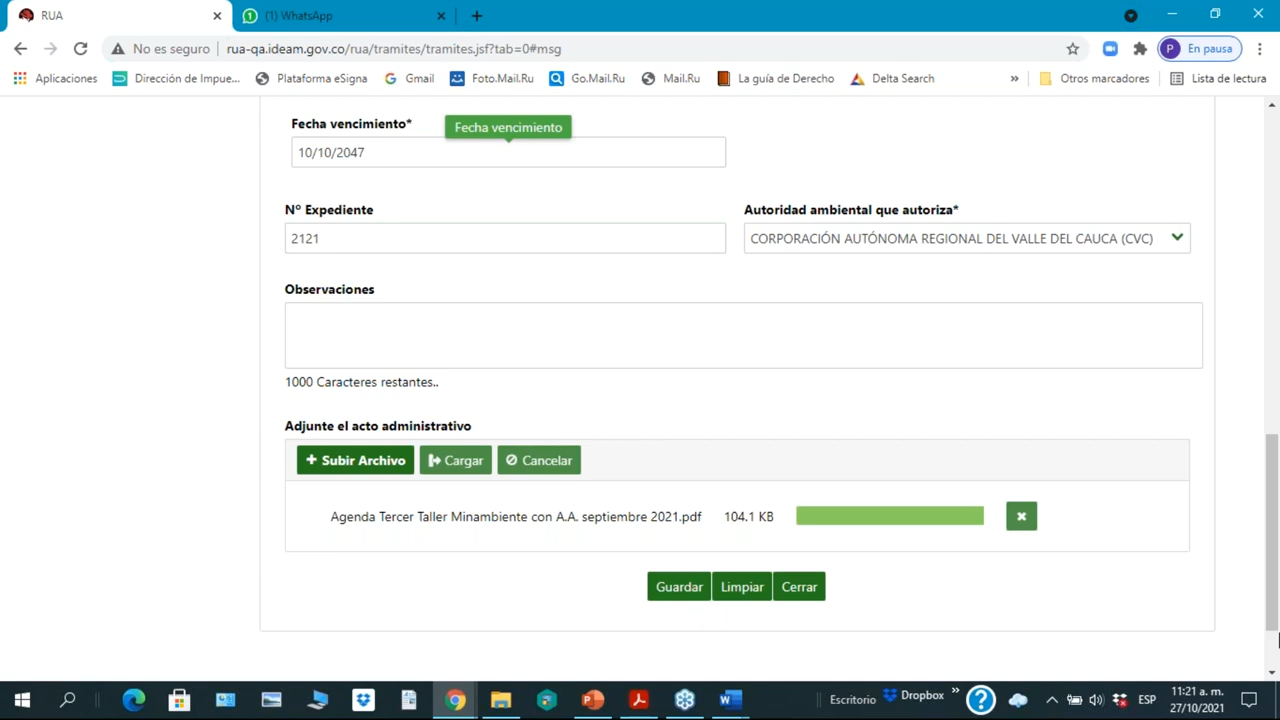 RUA
(1) WhatsApp
No es seguro rua-qa.ideam.gov.co/rua/tramites/tramites.jsf?tab=0#msg
P En pausa
Aplicaciones Dirección de Impue... Plataforma eSigna Gmail Foto.Mail.Ru Go.Mail.Ru Mail.Ru La guía de Derecho Delta Search » Otros marcadores Lista de lectura
Fecha vencimiento*
Fecha vencimiento
10/10/2047
Nº Expediente
Autoridad ambiental que autoriza*
2121
CORPORACIÓN AUTÓNOMA REGIONAL DEL VALLE DEL CAUCA (CVC)
Observaciones
1000 Caracteres restantes..
Adjunte el acto administrativo
+ Subir Archivo Cargar Cancelar
Agenda Tercer Taller Minambiente con A.A. septiembre 2021.pdf 104.1 KB
Guardar Limpiar Cerrar
Escritorio Dropbox » ESP 11:21 a. m.
27/10/2021